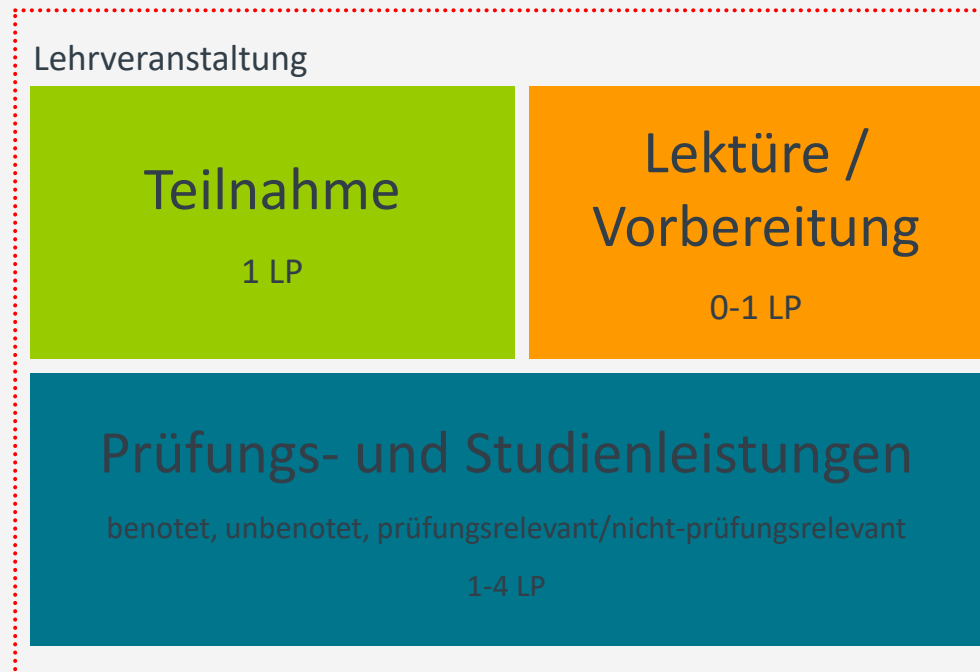 Lehrveranstaltung
Teilnahme
1 LP
Lektüre /
Vorbereitung
0-1 LP
Prüfungs- und Studienleistungen
benotet, unbenotet, prüfungsrelevant/nicht-prüfungsrelevant
1-4 LP